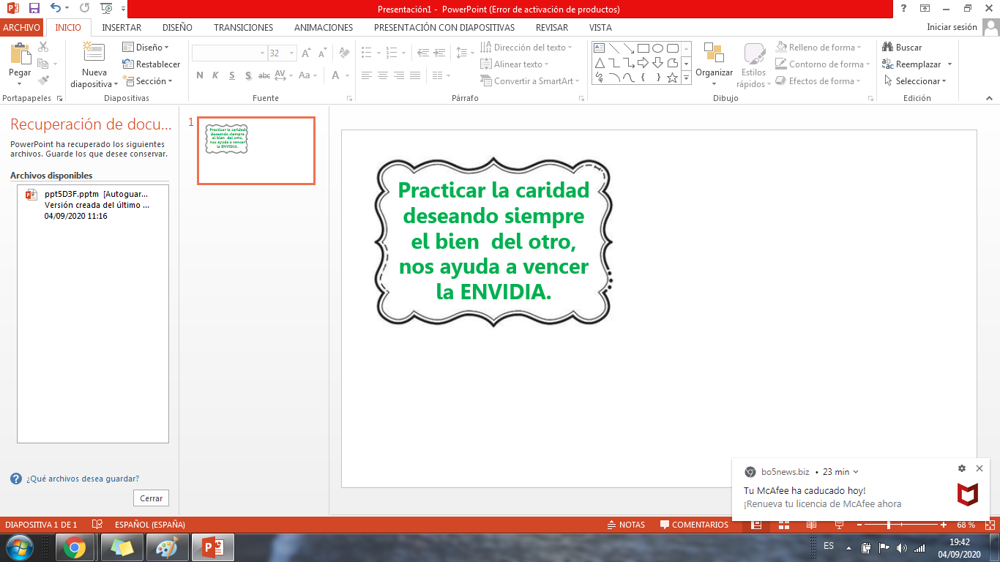 Presentación1 - PowerPoint (Error de activación de productos)
ARCHIVO INICIO INSERTAR DISEÑO TRANSICIONES ANIMACIONES PRESENTACIÓN CON DIAPOSITIVAS REVISAR VISTA Iniciar sesión
Pegar
Portapapeles
Nueva diapositiva
Diseño
Restablecer
Sección
Diapositivas
32
N K S S abc AV Aa A
Fuente
Dirección del texto
Alinear texto
Convertir a SmartArt
Párrafo
Organizar
Estilos rápidos
Relleno de forma
Contorno de forma
Efectos de forma
Dibujo
Buscar
Reemplazar
Seleccionar
Edición
Recuperación de docu...
PowerPoint ha recuperado los siguientes
archivos. Guarde los que desee conservar.
Archivos disponibles
ppt5D3F.pptm [Autoguar...
Versión creada del último ...
04/09/2020 11:16
¿Qué archivos desea guardar?
Cerrar
1
Practicar la caridad
deseando siempre
el bien del otro,
nos ayuda a vencer
la ENVIDIA.
Practicar la caridad
deseando siempre
el bien  del otro,
nos ayuda a vencer
la ENVIDIA.
bo5news.biz • 23 min
Tu McAfee ha caducado hoy!
¡Renueva tu licencia de McAfee ahora
DIAPOSITIVA 1 DE 1 ESPAÑOL (ESPAÑA) NOTAS COMENTARIOS 68 %
ES
19:42
04/09/2020